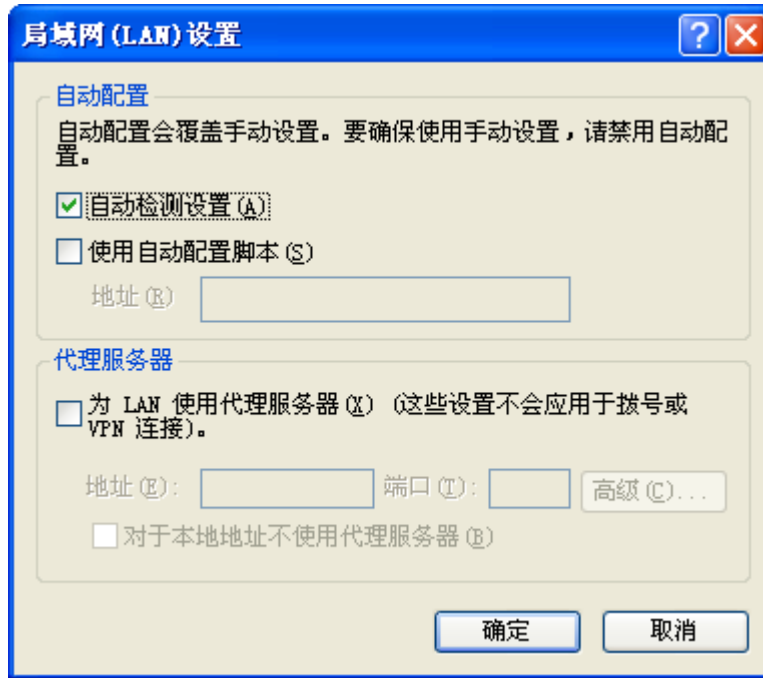 局域网(LAN)设置
自动配置
自动配置会覆盖手动设置。要确保使用手动设置，请禁用自动配
置。
自动检测设置(A)
使用自动配置脚本(S)
地址(R)
代理服务器
为 LAN 使用代理服务器(X) (这些设置不会应用于拨号或
VPN 连接)。
地址(E): 端口(T): 高级(C)...
对于本地地址不使用代理服务器(B)
确定 取消